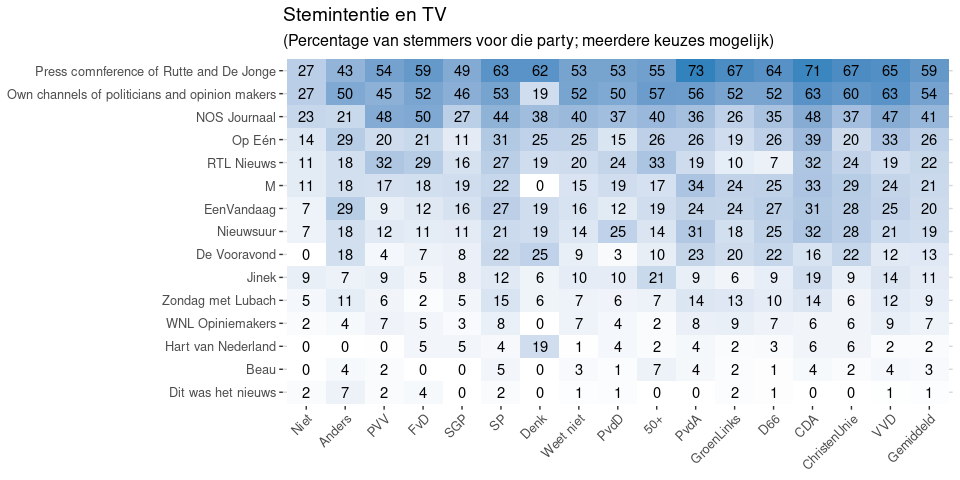 Stemintentie en TV
(Percentage van stemmers voor die party; meerdere keuzes mogelijk)
Press comnference of Rutte and De Jonge 27 43 54 59 49 63 62 53 53 55 73 67 64 71 67 65 59
Own channels of politicians and opinion makers 27 50 45 52 46 53 19 52 50 57 56 52 52 63 60 63 54
NOS Journaal 23 21 48 50 27 44 38 40 37 40 36 26 35 48 37 47 41
Op Eén 14 29 20 21 11 31 25 25 15 26 26 19 26 39 20 33 26
RTL Nieuws 11 18 32 29 16 27 19 20 24 33 19 10 7 32 24 19 22
M 11 18 17 18 19 22 0 15 19 17 34 24 25 33 29 24 21
EenVandaag 7 29 9 12 16 27 19 16 12 19 24 24 27 31 28 25 20
Nieuwsuur 7 18 12 11 11 21 19 14 25 14 31 18 25 32 28 21 19
De Vooravond 0 18 4 7 8 22 25 9 3 10 23 20 22 16 22 12 13
Jinek 9 7 9 5 8 12 6 10 10 21 9 6 9 19 9 14 11
Zondag met Lubach 5 11 6 2 5 15 6 7 6 7 14 13 10 14 6 12 9
WNL Opiniemakers 2 4 7 5 3 8 0 7 4 2 8 9 7 6 6 9 7
Hart van Nederland 0 0 0 5 5 4 19 1 4 2 4 2 3 6 6 2 2
Beau 0 4 2 0 0 5 0 3 1 7 4 2 1 4 2 4 3
Dit was het nieuws 2 7 2 4 0 2 0 1 1 0 0 2 1 0 0 1 1
Niet Anders PVV FvD SGP SP Denk Weet niet PvdD 50+ PvdA GroenLinks D66 CDA ChristenUnie VVD Gemiddeld